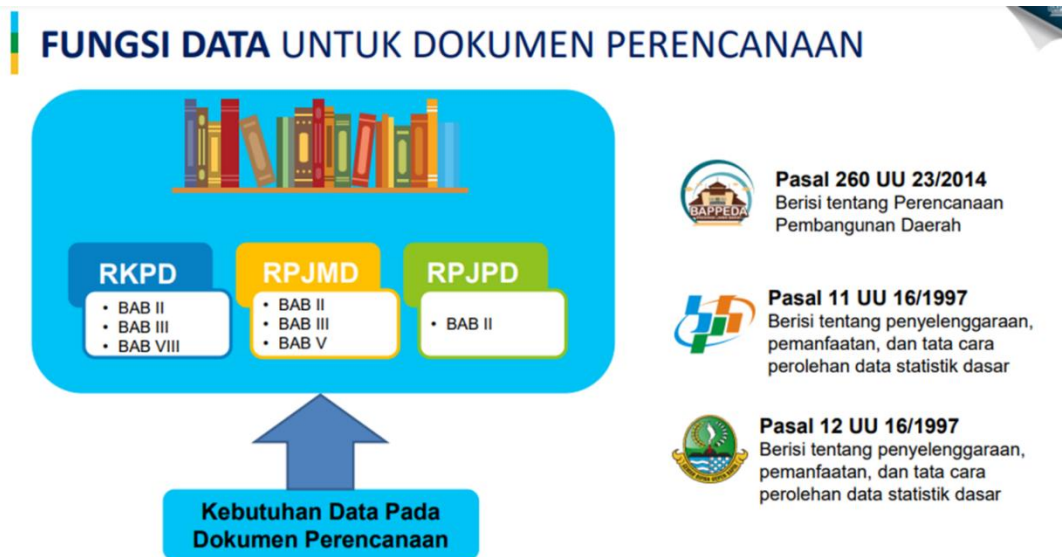 FUNGSI DATA UNTUK DOKUMEN PERENCANAAN
RKPD
• BAB II
• BAB III
• BAB VIII
RPJMD
• BAB II
• BAB III
• BAB V
RPJPD
• BAB II
Kebutuhan Data Pada
Dokumen Perencanaan
BAPPEDA
Pasal 260 UU 23/2014
Berisi tentang Perencanaan
Pembangunan Daerah
Pasal 11 UU 16/1997
Berisi tentang penyelenggaraan,
pemanfaatan, dan tata cara
perolehan data statistik dasar
Pasal 12 UU 16/1997
Berisi tentang penyelenggaraan,
pemanfaatan, dan tata cara
perolehan data statistik dasar